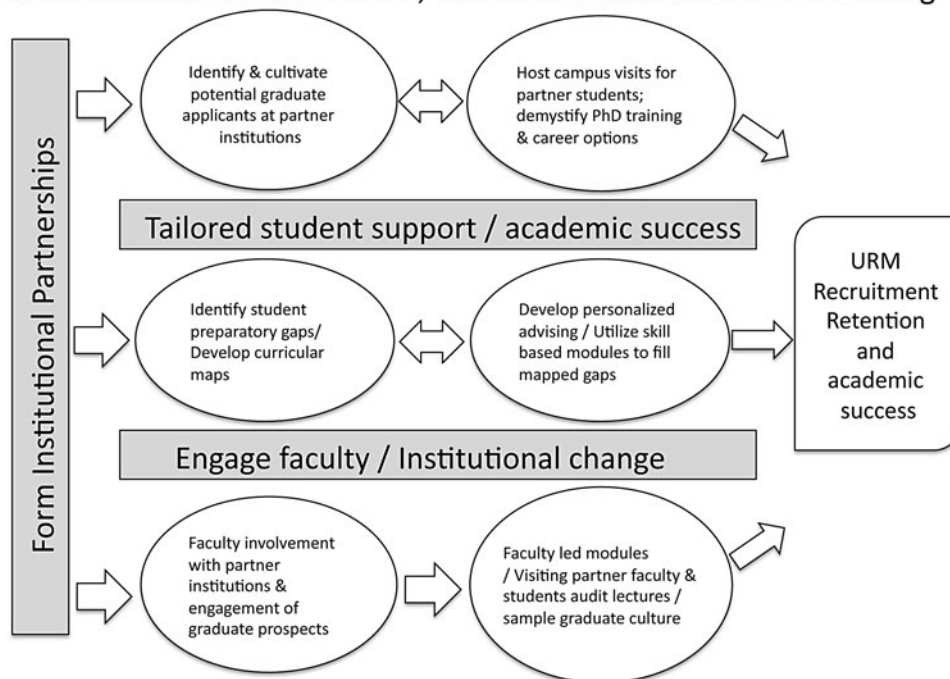 Form Institutional Partnerships
Identify & cultivate
potential graduate
applicants at partner
institutions
Host campus visits for
partner students;
demystify PhD training
& career options
Tailored student support / academic success
Identify student
preparatory gaps/
Develop curricular
maps
Develop personalized
advising / Utilize skill
based modules to fill
mapped gaps
Engage faculty / Institutional change
Faculty involvement
with partner
institutions &
engagement of
graduate prospects
Faculty led modules
/ Visiting partner faculty &
students audit lectures /
sample graduate culture
URM
Recruitment
Retention
and
academic
success